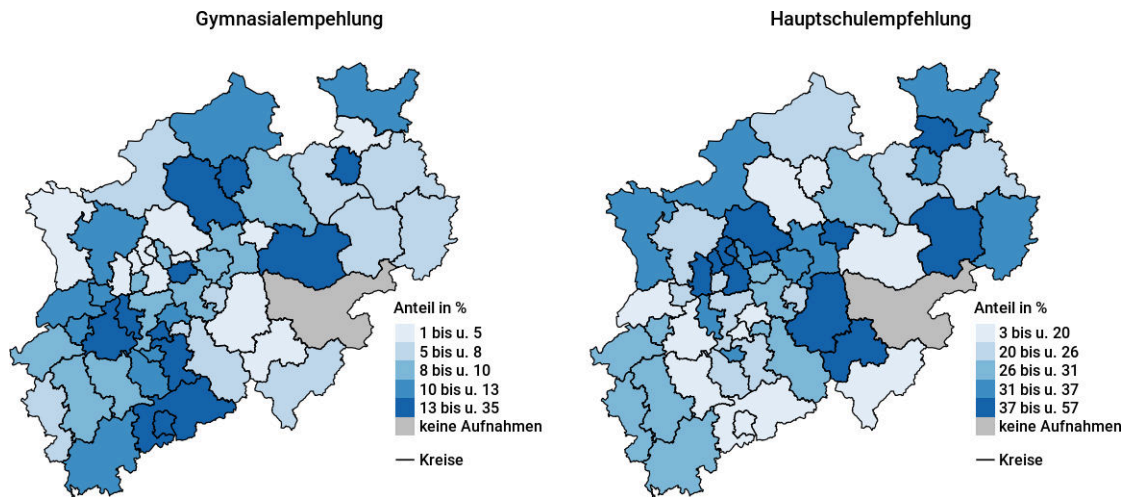 Gymnasialempehlung
Hauptschulempfehlung
Anteil in %
1 bis u. 5
5 bis u. 8
8 bis u. 10
10 bis u. 13
13 bis u. 35
keine Aufnahmen
Kreise
Anteil in %
3 bis u. 20
20 bis u. 26
26 bis u. 31
31 bis u. 37
37 bis u. 57
keine Aufnahmen
Kreise